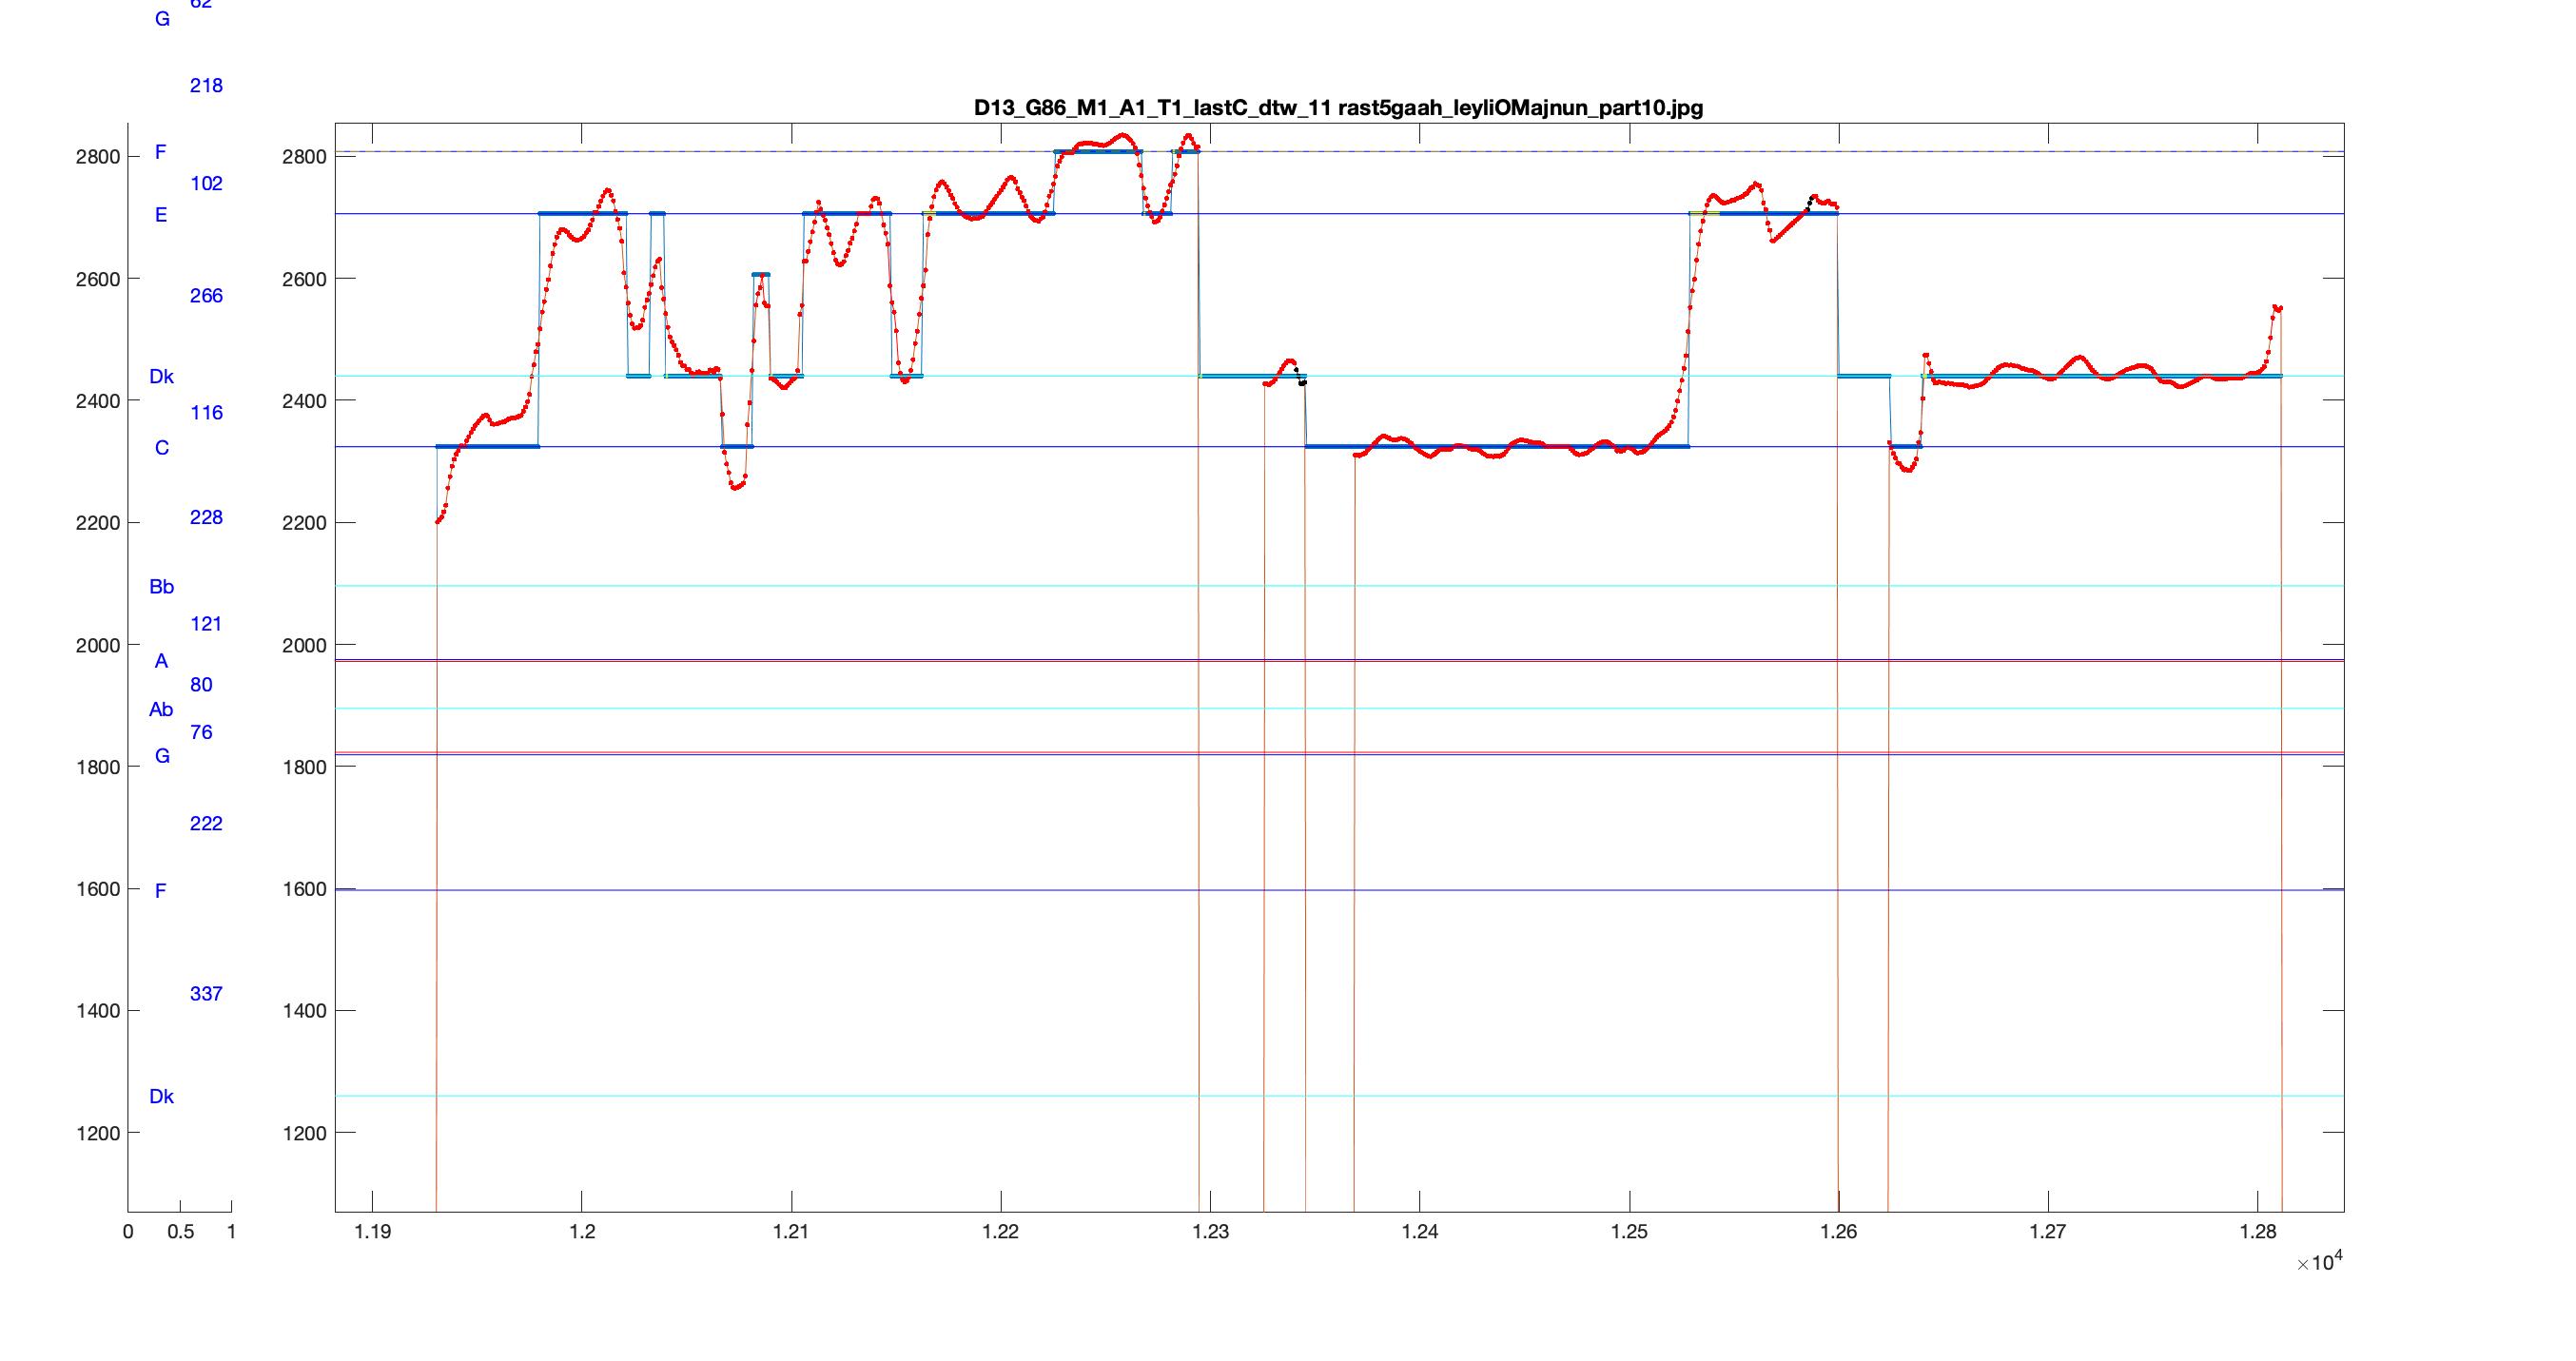 62
G
218
D13_G86_M1_A1_T1_lastC_dtw_11 rast5gaah_leyliOMajnun_part10.jpg
2800 F 2800
102
E
2600 2600
266
Dk
2400 2400
116
C
228
2200 2200
Bb
121
2000 2000
A
80
Ab
76
G
1800 1800
222
1600 F 1600
337
1400 1400
Dk
1200 1200
0 0.5 1 1.19 1.2 1.21 1.22 1.23 1.24 1.25 1.26 1.27 1.28
×10⁴